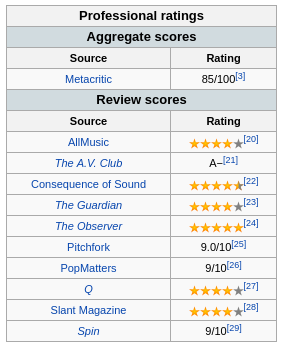 Professional ratings
Aggregate scores
Source Rating
Metacritic 85/100[3]
Review scores
Source Rating
AllMusic [20]
The A.V. Club A−[21]
Consequence of Sound [22]
The Guardian [23]
The Observer [24]
Pitchfork 9.0/10[25]
PopMatters 9/10[26]
Q [27]
Slant Magazine [28]
Spin 9/10[29]